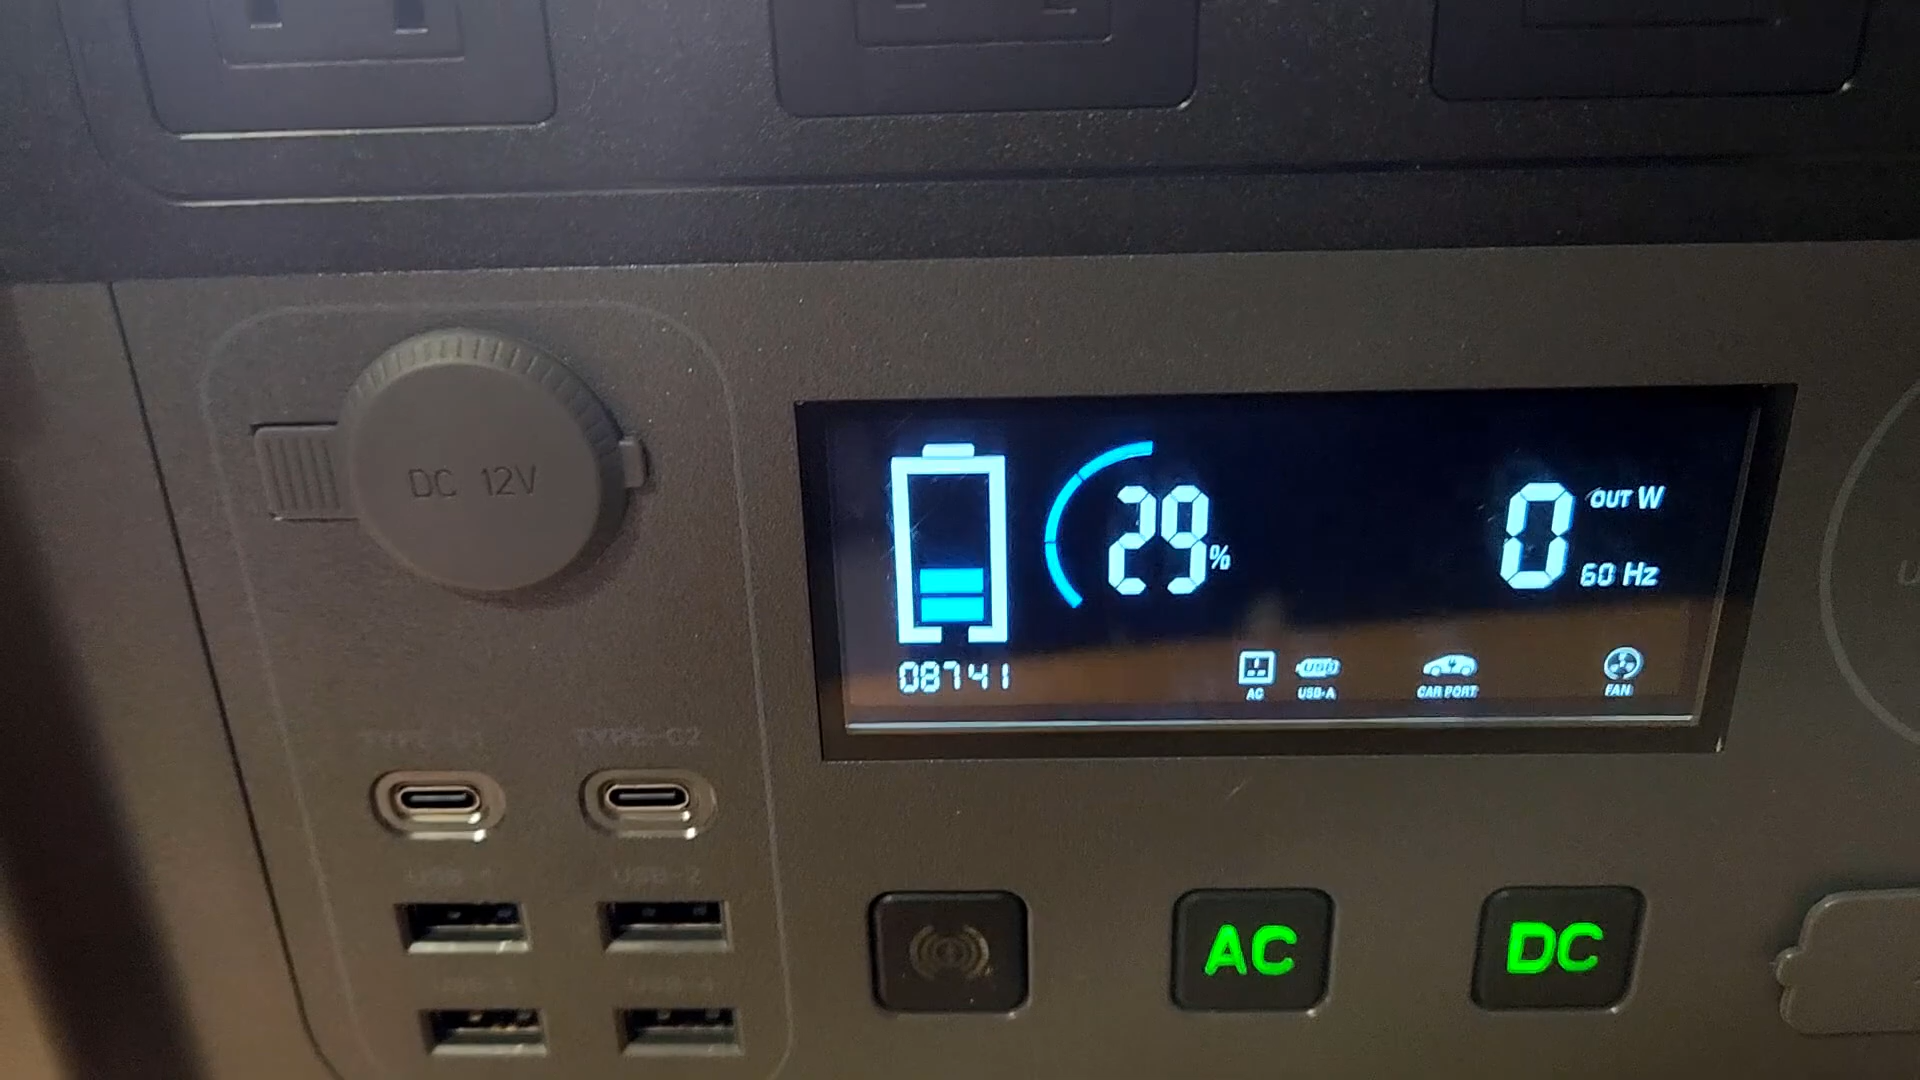 DC 12V
29%
0
OUT W
60 Hz
08741
AC
USB-A
CAR PORT
FAN
TYPE-C1
TYPE-C2
USB-1
USB-2
AC
DC